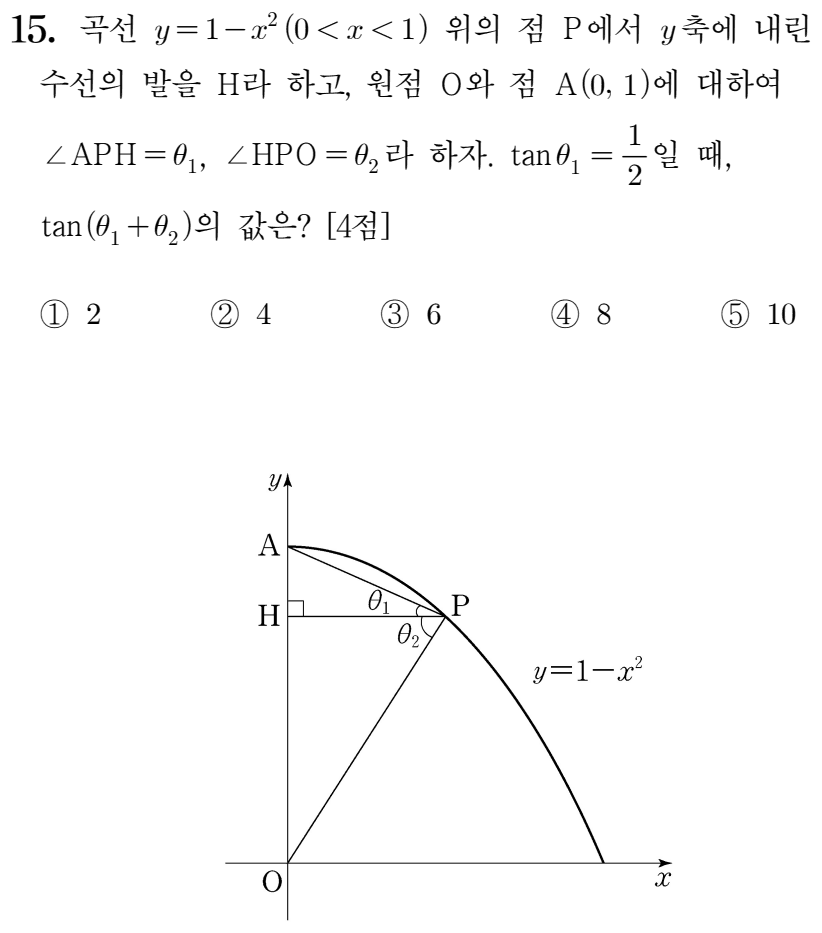 15. 곡선 y=1−x² (0<x<1) 위의 점 P에서 y축에 내린
수선의 발을 H라 하고, 원점 O와 점 A(0, 1)에 대하여
∠APH=θ₁, ∠HPO=θ₂라 하자. tanθ₁=1/2일 때,
tan(θ₁+θ₂)의 값은? [4점]
① 2 ② 4 ③ 6 ④ 8 ⑤ 10
y
A
H θ₁ P
θ₂
y=1−x²
O x